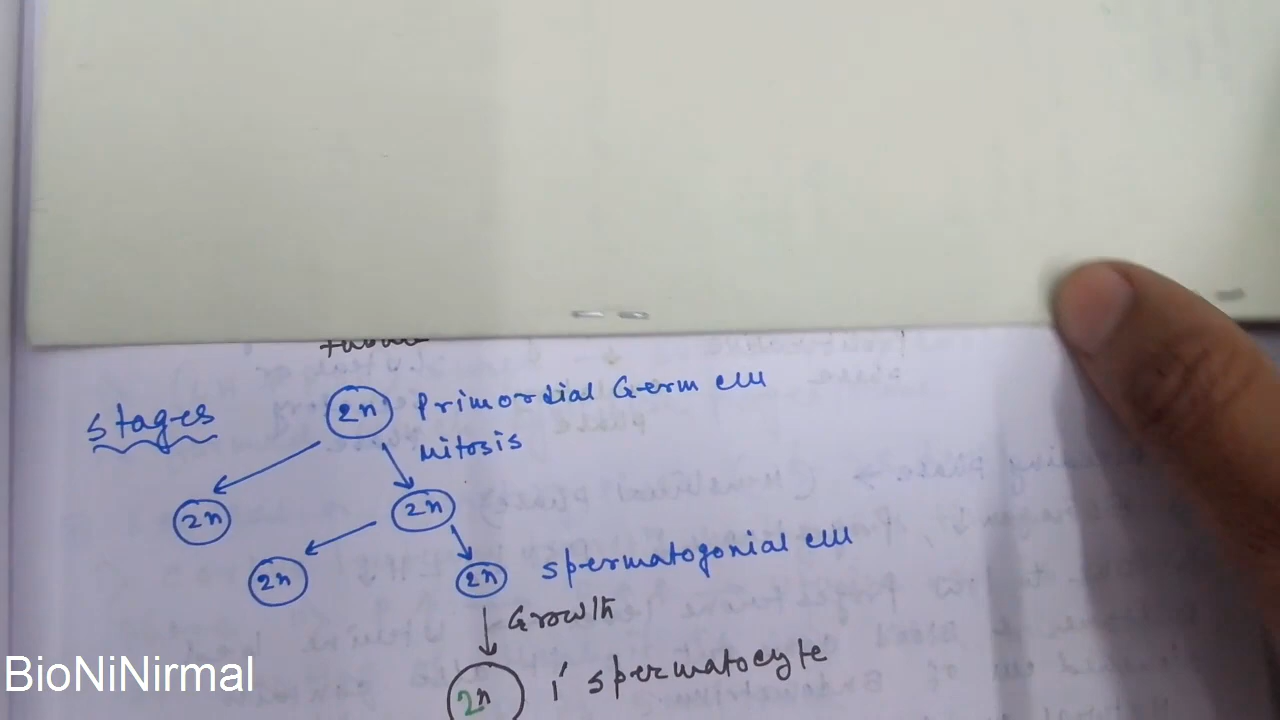 Stages
2n Primordial Germ cell
Mitosis
2n 2n
2n 2n spermatogonial cell
Growth
2n 1' spermatocyte
BioNiNirmal